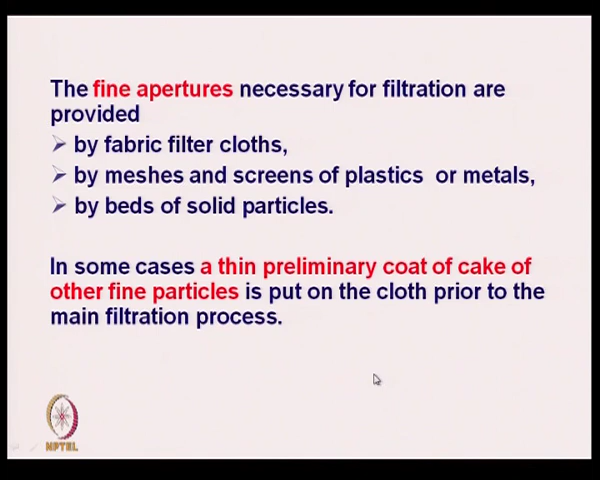 The fine apertures necessary for filtration are
provided
by fabric filter cloths,
by meshes and screens of plastics or metals,
by beds of solid particles.
In some cases a thin preliminary coat of cake of
other fine particles is put on the cloth prior to the
main filtration process.
NPTEL